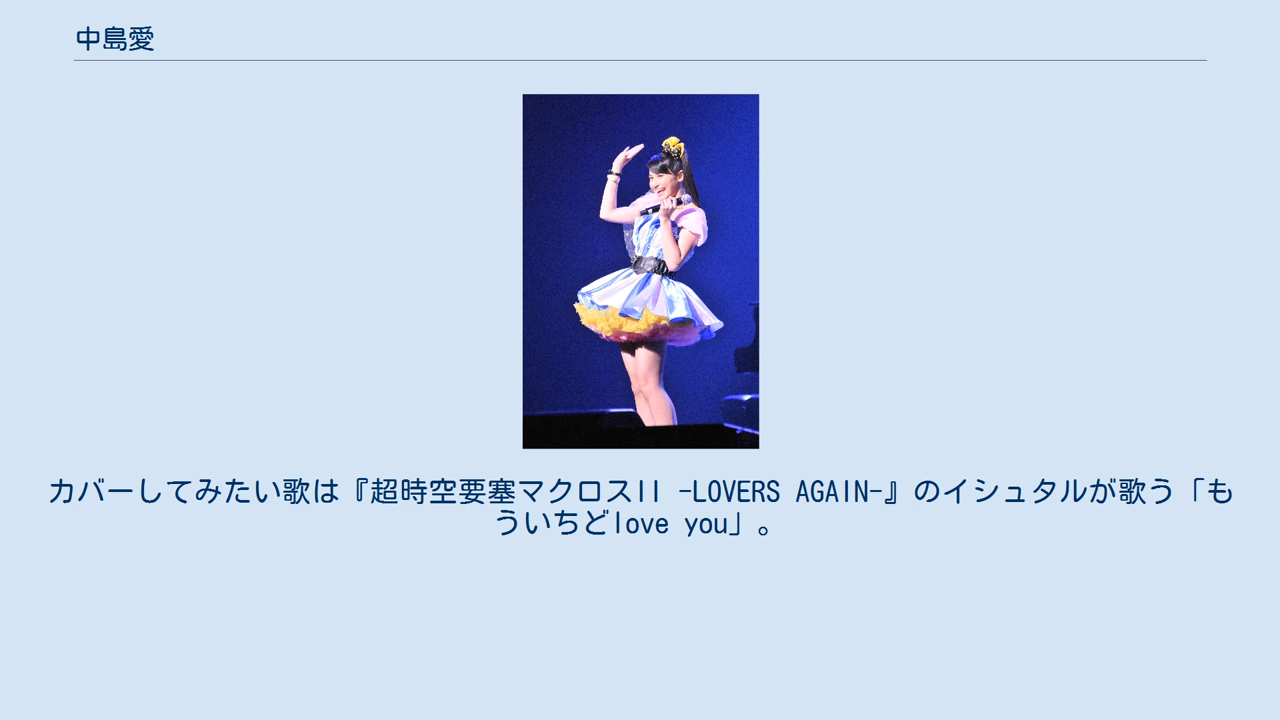 中島愛
カバーしてみたい歌は『超時空要塞マクロスII -LOVERS AGAIN-』のイシュタルが歌う「も
ういちどlove you」。